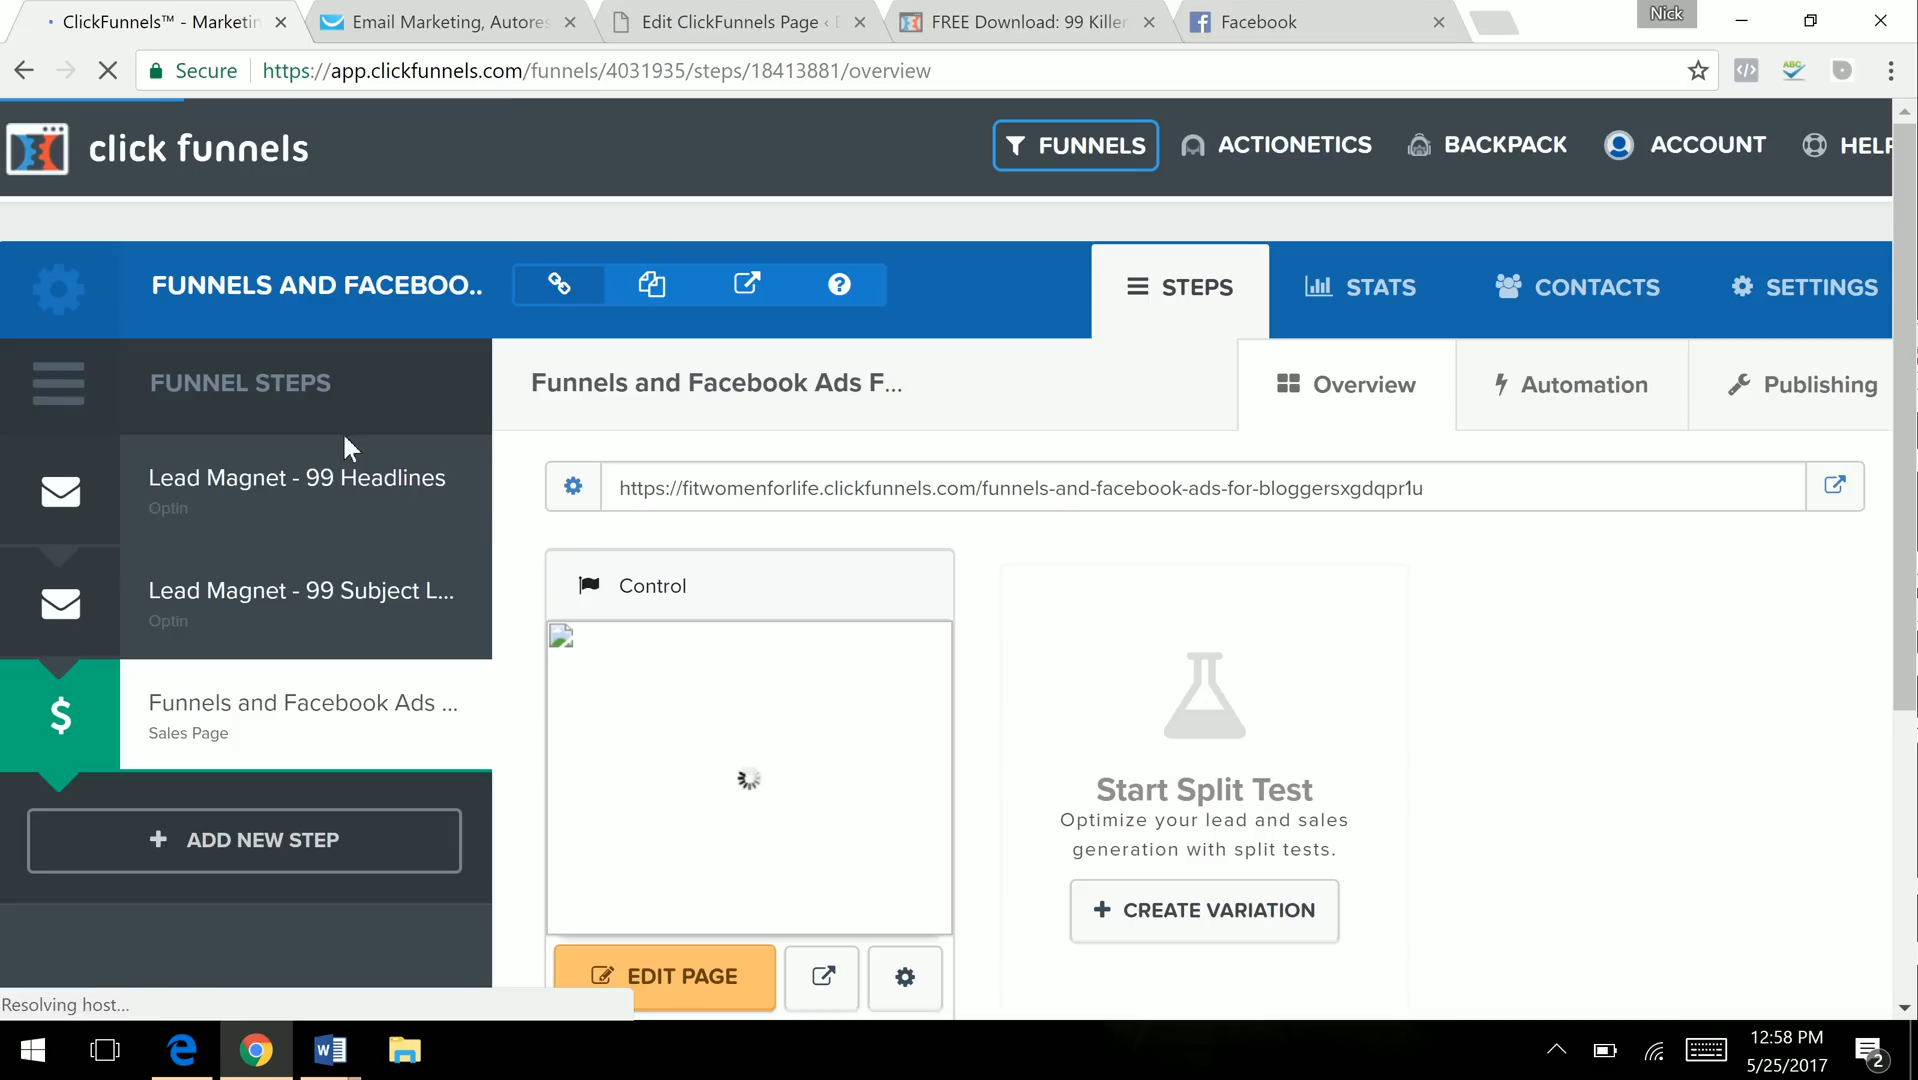 ClickFunnels™ - Marketin
Email Marketing, Autores
Edit ClickFunnels Page ‹
FREE Download: 99 Killer
Facebook
Nick
Secure
https://app.clickfunnels.com/funnels/4031935/steps/18413881/overview
ABC
click funnels
FUNNELS
ACTIONETICS
BACKPACK
ACCOUNT
HELP
FUNNELS AND FACEBOO..
STEPS
STATS
CONTACTS
SETTINGS
FUNNEL STEPS
Funnels and Facebook Ads F...
Overview
Automation
Publishing
Lead Magnet - 99 Headlines
Optin
https://fitwomenforlife.clickfunnels.com/funnels-and-facebook-ads-for-bloggersxgdqpr1u
Lead Magnet - 99 Subject L...
Optin
Control
Funnels and Facebook Ads ...
Sales Page
Start Split Test
Optimize your lead and sales
generation with split tests.
+ ADD NEW STEP
+ CREATE VARIATION
EDIT PAGE
Resolving host...
12:58 PM
5/25/2017
2